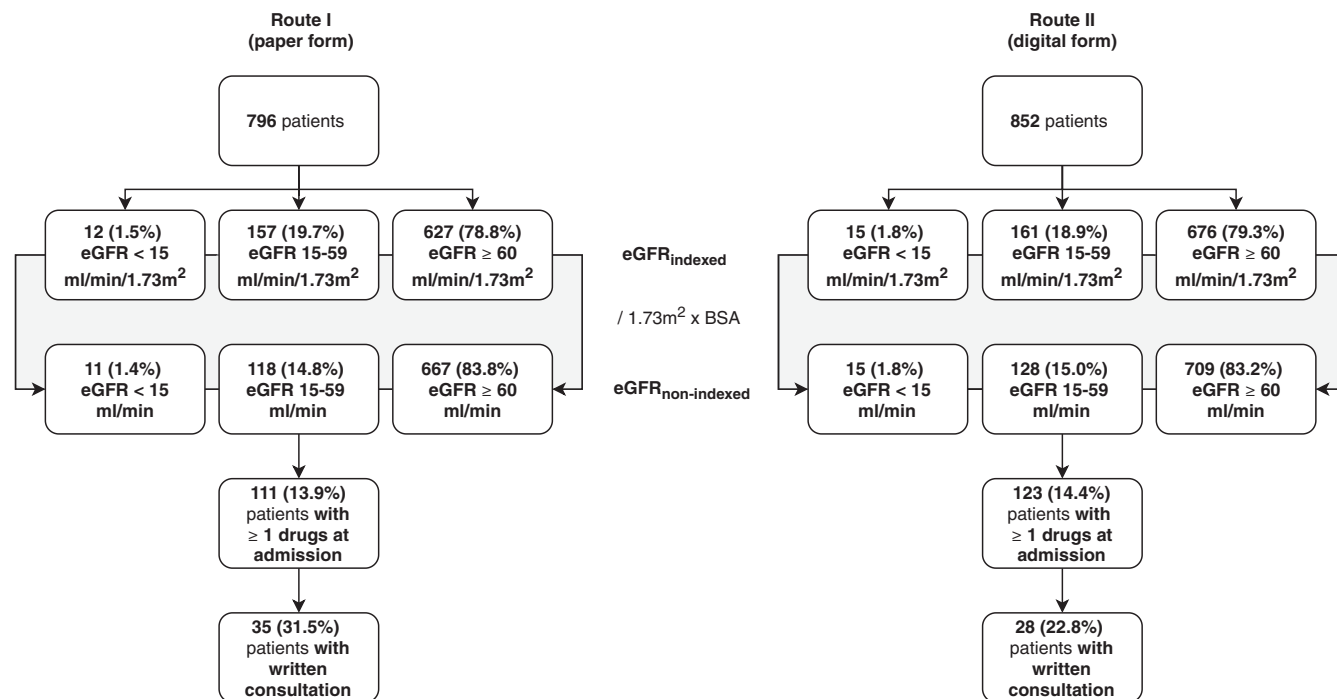 Route I
(paper form)
796 patients
12 (1.5%)
eGFR < 15
ml/min/1.73m²
157 (19.7%)
eGFR 15-59
ml/min/1.73m²
627 (78.8%)
eGFR ≥ 60
ml/min/1.73m²
11 (1.4%)
eGFR < 15
ml/min
118 (14.8%)
eGFR 15-59
ml/min
667 (83.8%)
eGFR ≥ 60
ml/min
111 (13.9%)
patients with
≥ 1 drugs at
admission
35 (31.5%)
patients with
written
consultation
eGFRindexed
/ 1.73m² x BSA
eGFRnon-indexed
Route II
(digital form)
852 patients
15 (1.8%)
eGFR < 15
ml/min/1.73m²
161 (18.9%)
eGFR 15-59
ml/min/1.73m²
676 (79.3%)
eGFR ≥ 60
ml/min/1.73m²
15 (1.8%)
eGFR < 15
ml/min
128 (15.0%)
eGFR 15-59
ml/min
709 (83.2%)
eGFR ≥ 60
ml/min
123 (14.4%)
patients with
≥ 1 drugs at
admission
28 (22.8%)
patients with
written
consultation